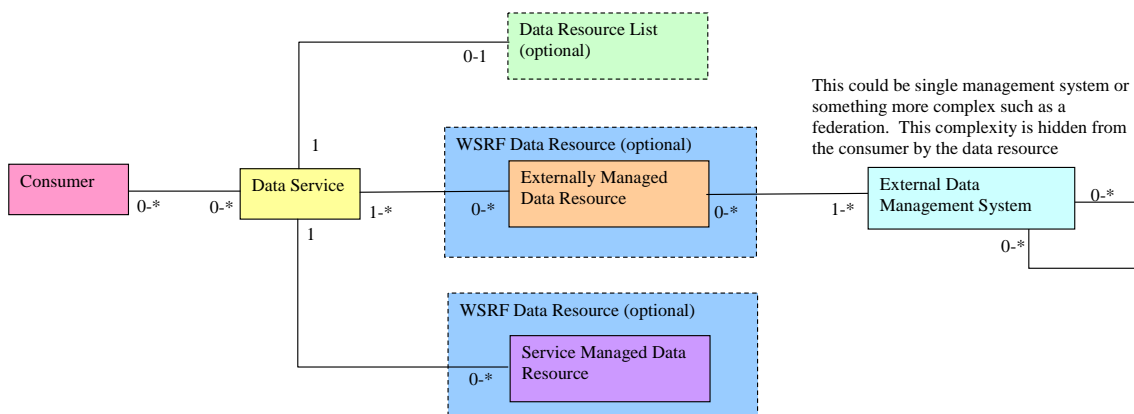 Data Resource List
(optional)
0-1
This could be single management system or
something more complex such as a
federation.  This complexity is hidden from
the consumer by the data resource
1
WSRF Data Resource (optional)
Consumer
Data Service
Externally Managed
Data Resource
External Data
Management System
0-*
0-*
0-*
1-*
0-*
0-*
1-*
0-*
1
WSRF Data Resource (optional)
Service Managed Data
Resource
0-*